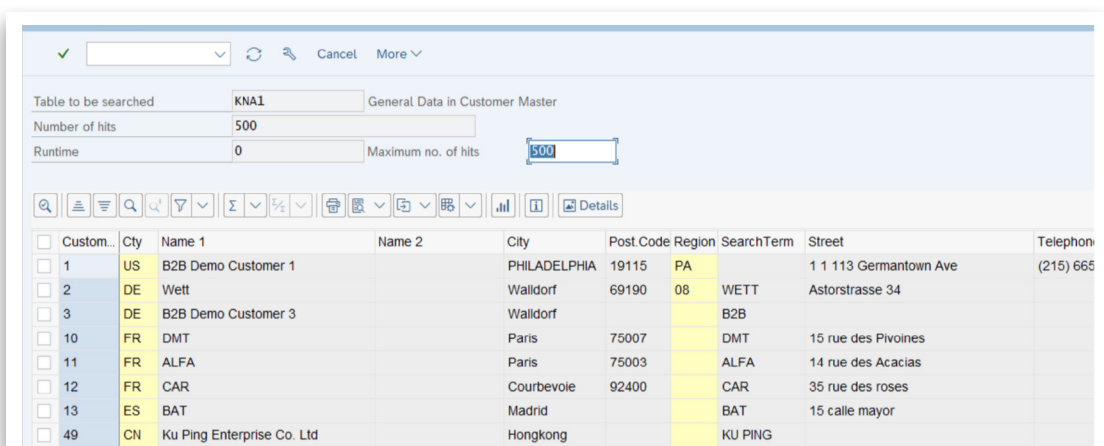 Cancel More
Table to be searched KNA1 General Data in Customer Master
Number of hits 500
Runtime 0 Maximum no. of hits 500
Details
Custom... Cty Name 1 Name 2 City Post.Code Region SearchTerm Street Telephon
1 US B2B Demo Customer 1 PHILADELPHIA 19115 PA 1 1 113 Germantown Ave (215) 665
2 DE Wett Walldorf 69190 08 WETT Astorstrasse 34
3 DE B2B Demo Customer 3 Walldorf B2B
10 FR DMT Paris 75007 DMT 15 rue des Pivoines
11 FR ALFA Paris 75003 ALFA 14 rue des Acacias
12 FR CAR Courbevoie 92400 CAR 35 rue des roses
13 ES BAT Madrid BAT 15 calle mayor
49 CN Ku Ping Enterprise Co. Ltd Hongkong KU PING